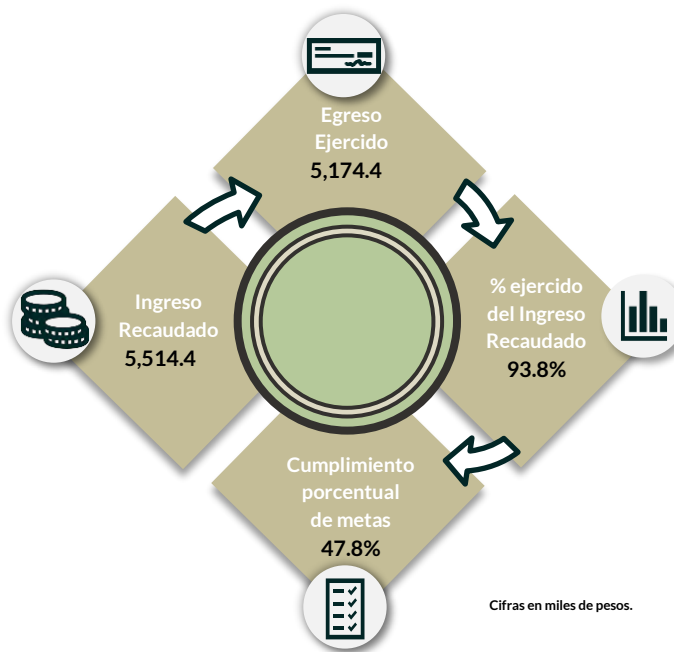 Egreso
Ejercido
5,174.4
Ingreso
Recaudado
5,514.4
% ejercido
del Ingreso
Recaudado
93.8%
Cumplimiento
porcentual
de metas
47.8%
Cifras en miles de pesos.